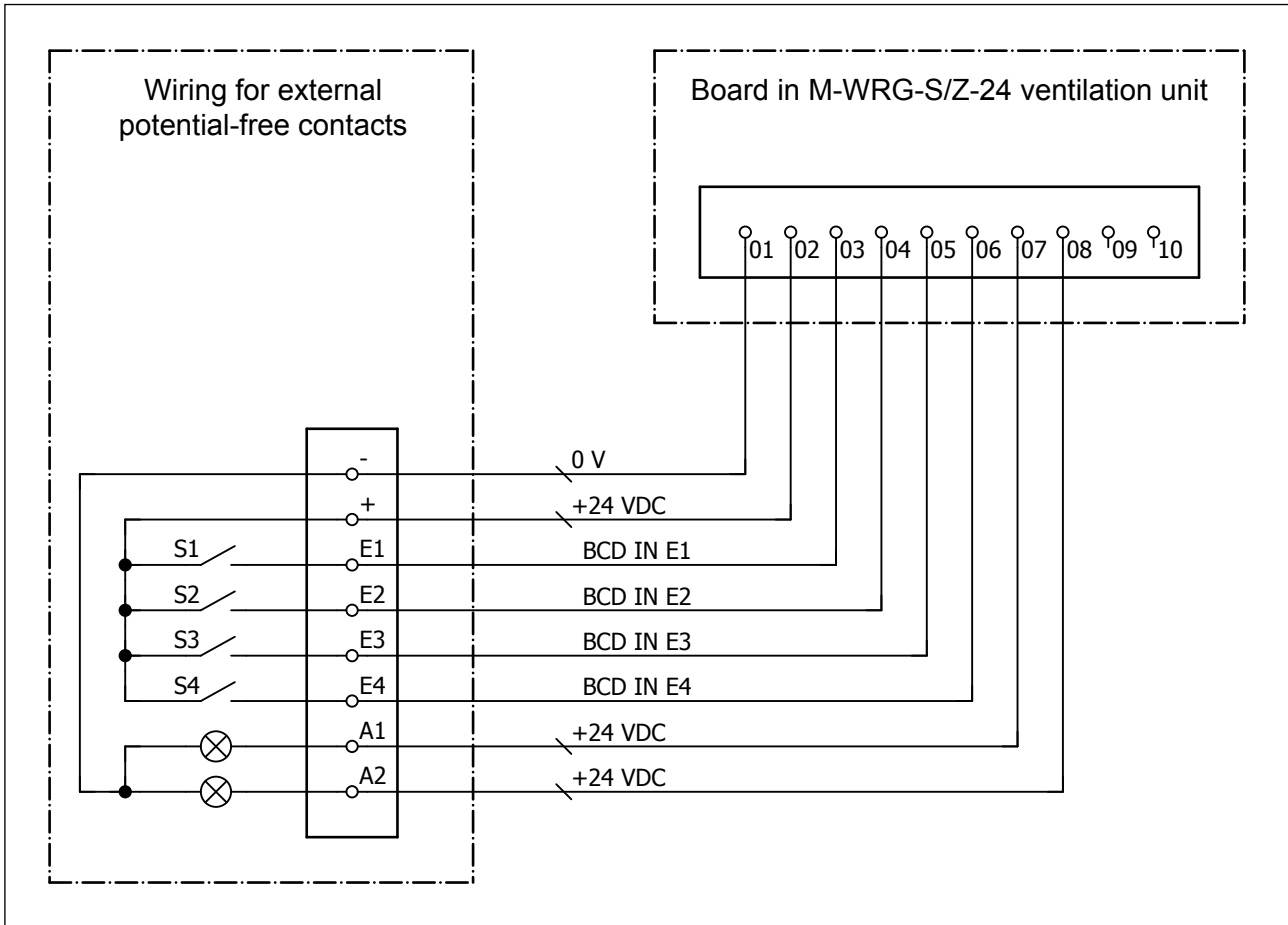 Wiring for external
potential-free contacts
Board in M-WRG-S/Z-24 ventilation unit
01 02 03 04 05 06 07 08 09 10
- 0 V
+ +24 VDC
S1 E1 BCD IN E1
S2 E2 BCD IN E2
S3 E3 BCD IN E3
S4 E4 BCD IN E4
A1 +24 VDC
A2 +24 VDC